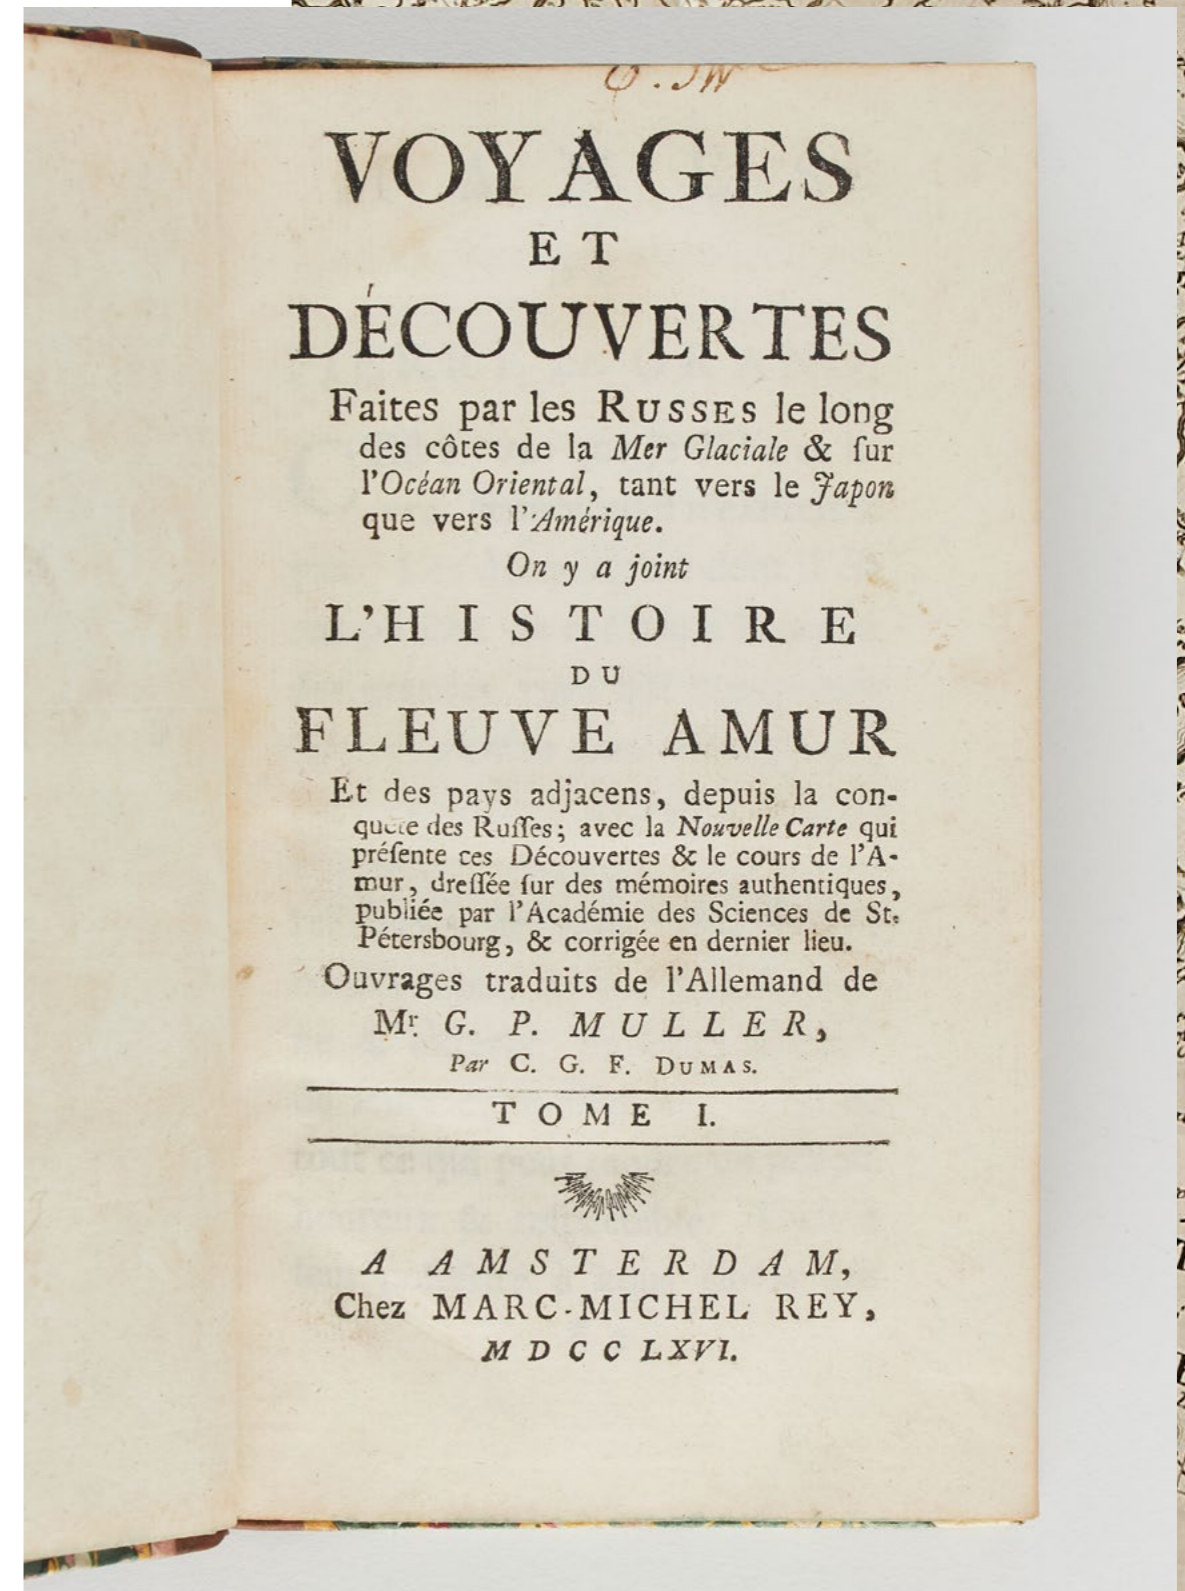 VOYAGES
ET
DÉCOUVERTES
Faites par les RUSSES le long
des côtes de la Mer Glaciale & ſur
l'Océan Oriental, tant vers le Japon
que vers l'Amérique.
On y a joint
L'HISTOIRE
DU
FLEUVE AMUR
Et des pays adjacens, depuis la con-
quete des Ruſſes; avec la Nouvelle Carte qui
préſente ces Découvertes & le cours de l'A-
mur, dreſſée ſur des mémoires authentiques,
publiée par l'Académie des Sciences de St.
Pétersbourg, & corrigée en dernier lieu.
Ouvrages traduits de l'Allemand de
Mr. G. P. MULLER,
Par C. G. F. DUMAS.
TOME I.
A AMSTERDAM,
Chez MARC-MICHEL REY,
MDCCLXVI.